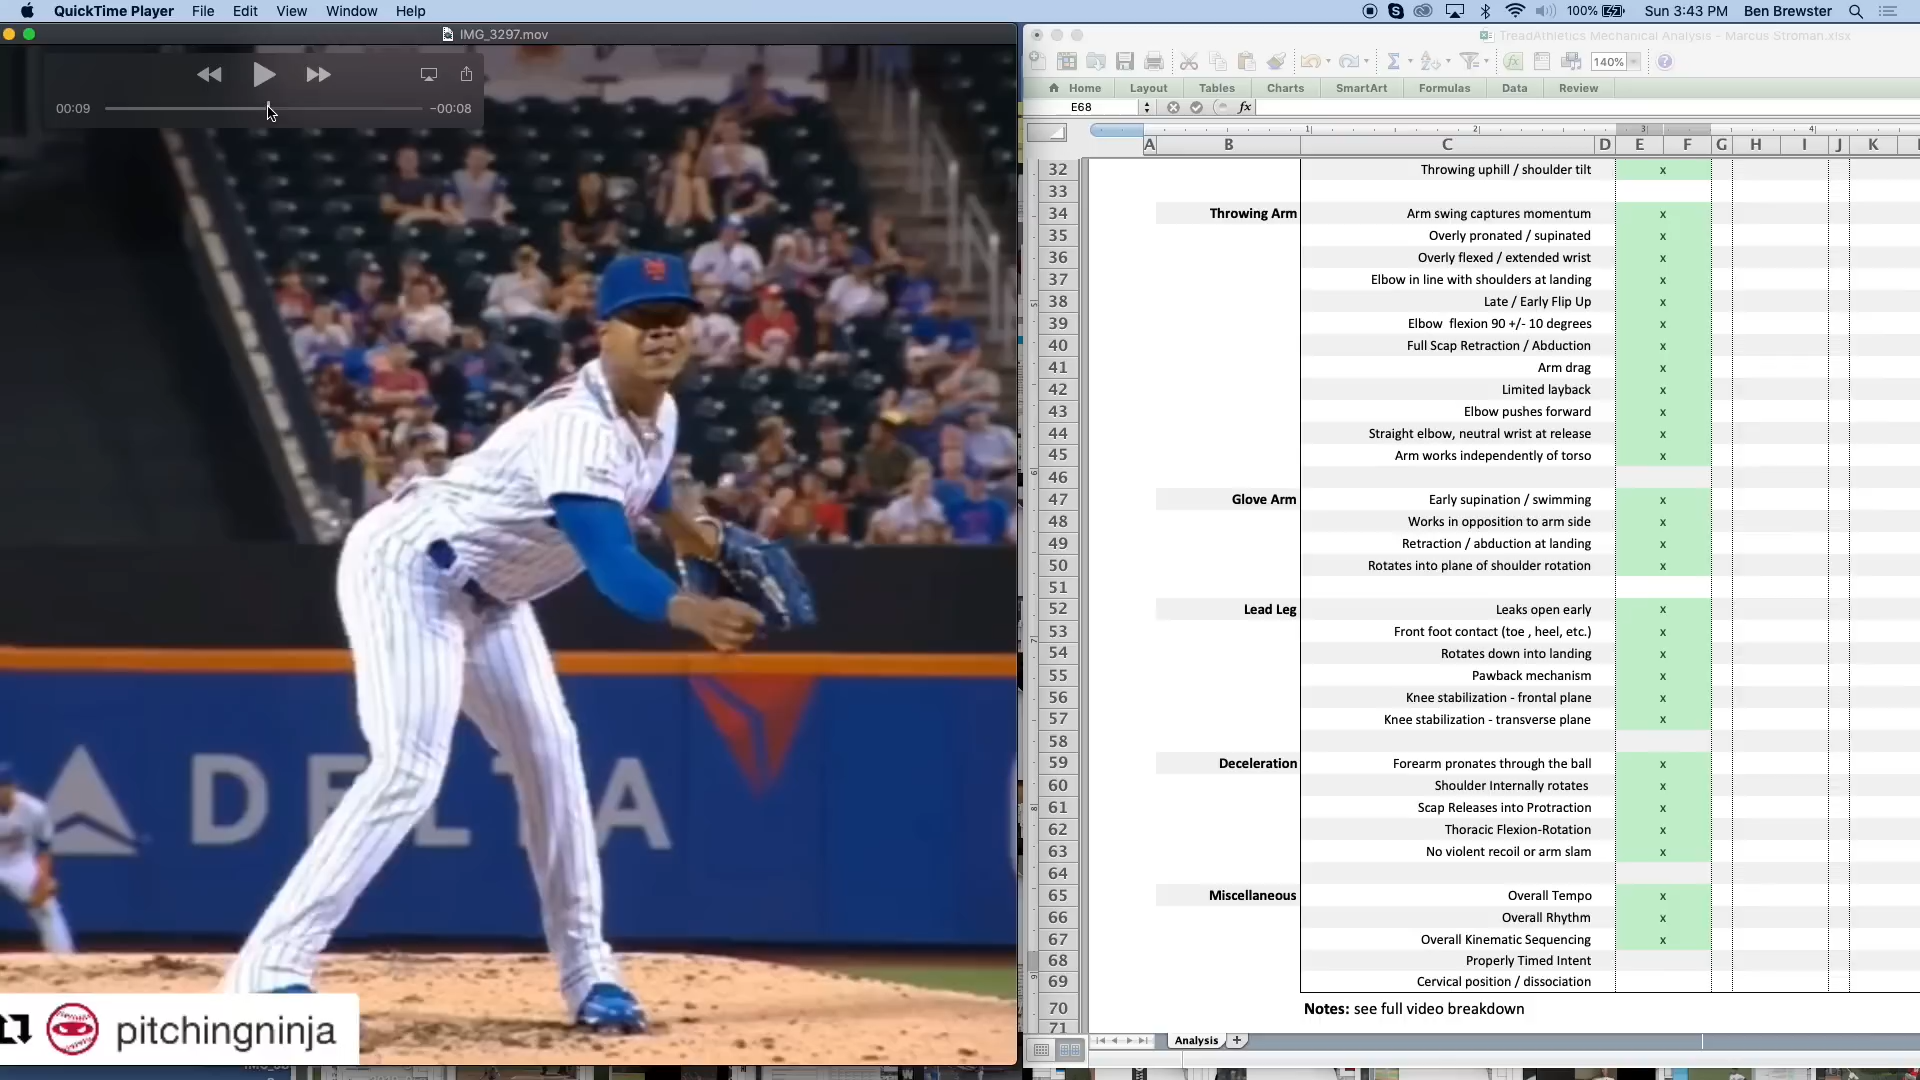 QuickTime Player File Edit View Window Help
100% Sun 3:43 PM Ben Brewster
IMG_3297.mov
00:09 -00:08
TreadAthletics Mechanical Analysis - Marcus Stroman.xlsx
140%
Home Layout Tables Charts SmartArt Formulas Data Review
E68 fx
A B C D E F G H I J K
32 Throwing uphill / shoulder tilt x
33
34 Throwing Arm Arm swing captures momentum x
35 Overly pronated / supinated x
36 Overly flexed / extended wrist x
37 Elbow in line with shoulders at landing x
38 Late / Early Flip Up x
39 Elbow flexion 90 +/- 10 degrees x
40 Full Scap Retraction / Abduction x
41 Arm drag x
42 Limited layback x
43 Elbow pushes forward x
44 Straight elbow, neutral wrist at release x
45 Arm works independently of torso x
46
47 Glove Arm Early supination / swimming x
48 Works in opposition to arm side x
49 Retraction / abduction at landing x
50 Rotates into plane of shoulder rotation x
51
52 Lead Leg Leaks open early x
53 Front foot contact (toe , heel, etc.) x
54 Rotates down into landing x
55 Pawback mechanism x
56 Knee stabilization - frontal plane x
57 Knee stabilization - transverse plane x
58
59 Deceleration Forearm pronates through the ball x
60 Shoulder Internally rotates x
61 Scap Releases into Protraction x
62 Thoracic Flexion-Rotation x
63 No violent recoil or arm slam x
64
65 Miscellaneous Overall Tempo x
66 Overall Rhythm x
67 Overall Kinematic Sequencing x
68 Properly Timed Intent
69 Cervical position / dissociation
70 Notes: see full video breakdown
71
Analysis
DELTA
pitchingninja